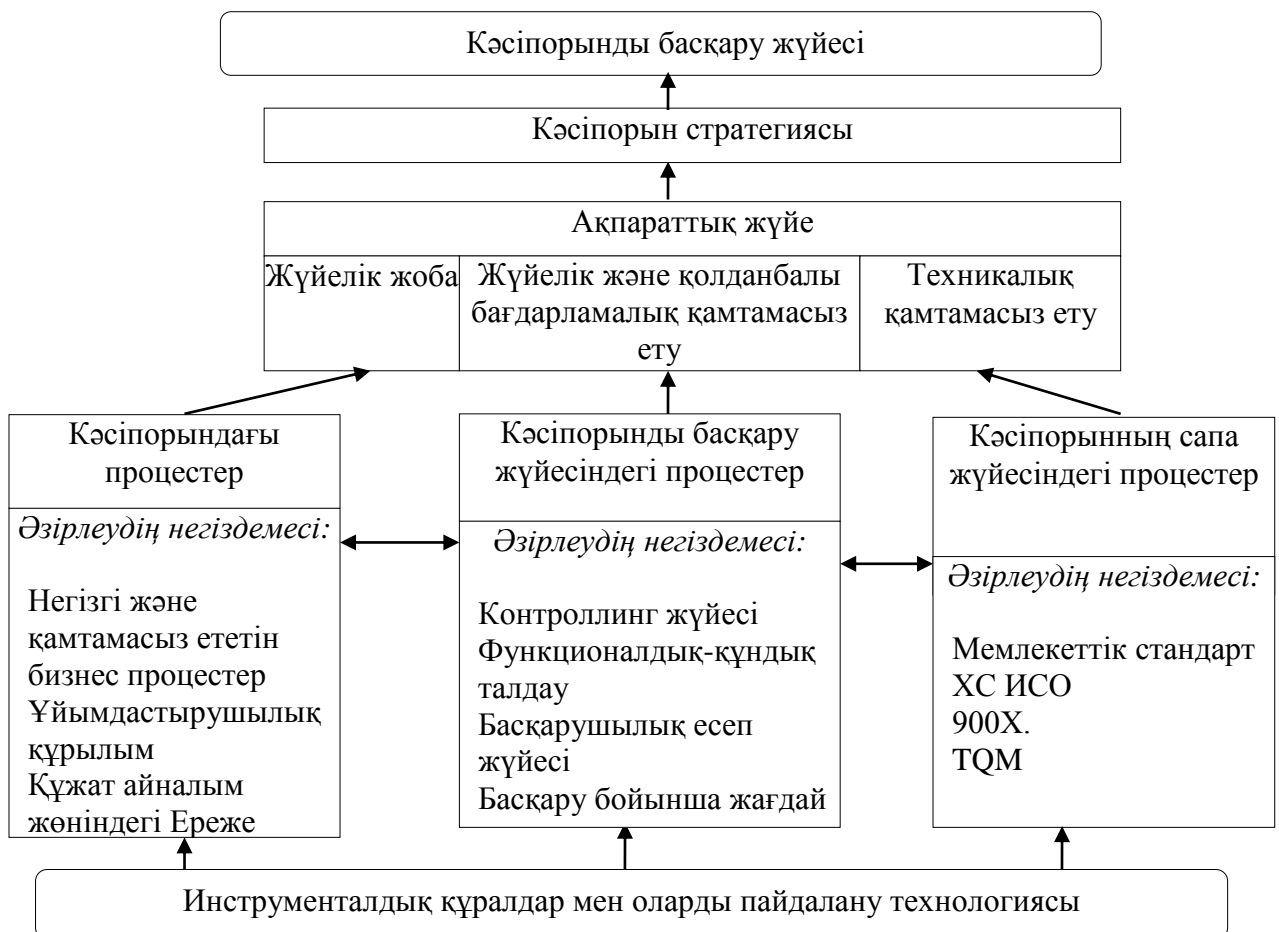 Кәсіпорынды басқару жүйесі
Кәсіпорын стратегиясы
Ақпараттық жүйе
Жүйелік жоба
Жүйелік және қолданбалы
бағдарламалық қамтамасыз
ету
Техникалық
қамтамасыз ету
Кәсіпорындағы
процестер
Әзірлеудің негіздемесі:
Негізгі және
қамтамасыз ететін
бизнес процестер
Ұйымдастырушылық
құрылым
Құжат айналым
жөніндегі Ереже
Кәсіпорынды басқару
жүйесіндегі процестер
Әзірлеудің негіздемесі:
Контроллинг жүйесі
Функционалдық-құндық
талдау
Басқарушылық есеп
жүйесі
Басқару бойынша жағдай
Кәсіпорынның сапа
жүйесіндегі процестер
Әзірлеудің негіздемесі:
Мемлекеттік стандарт
ХС ИСО
900Х.
TQM
Инструменталдық құралдар мен оларды пайдалану технологиясы